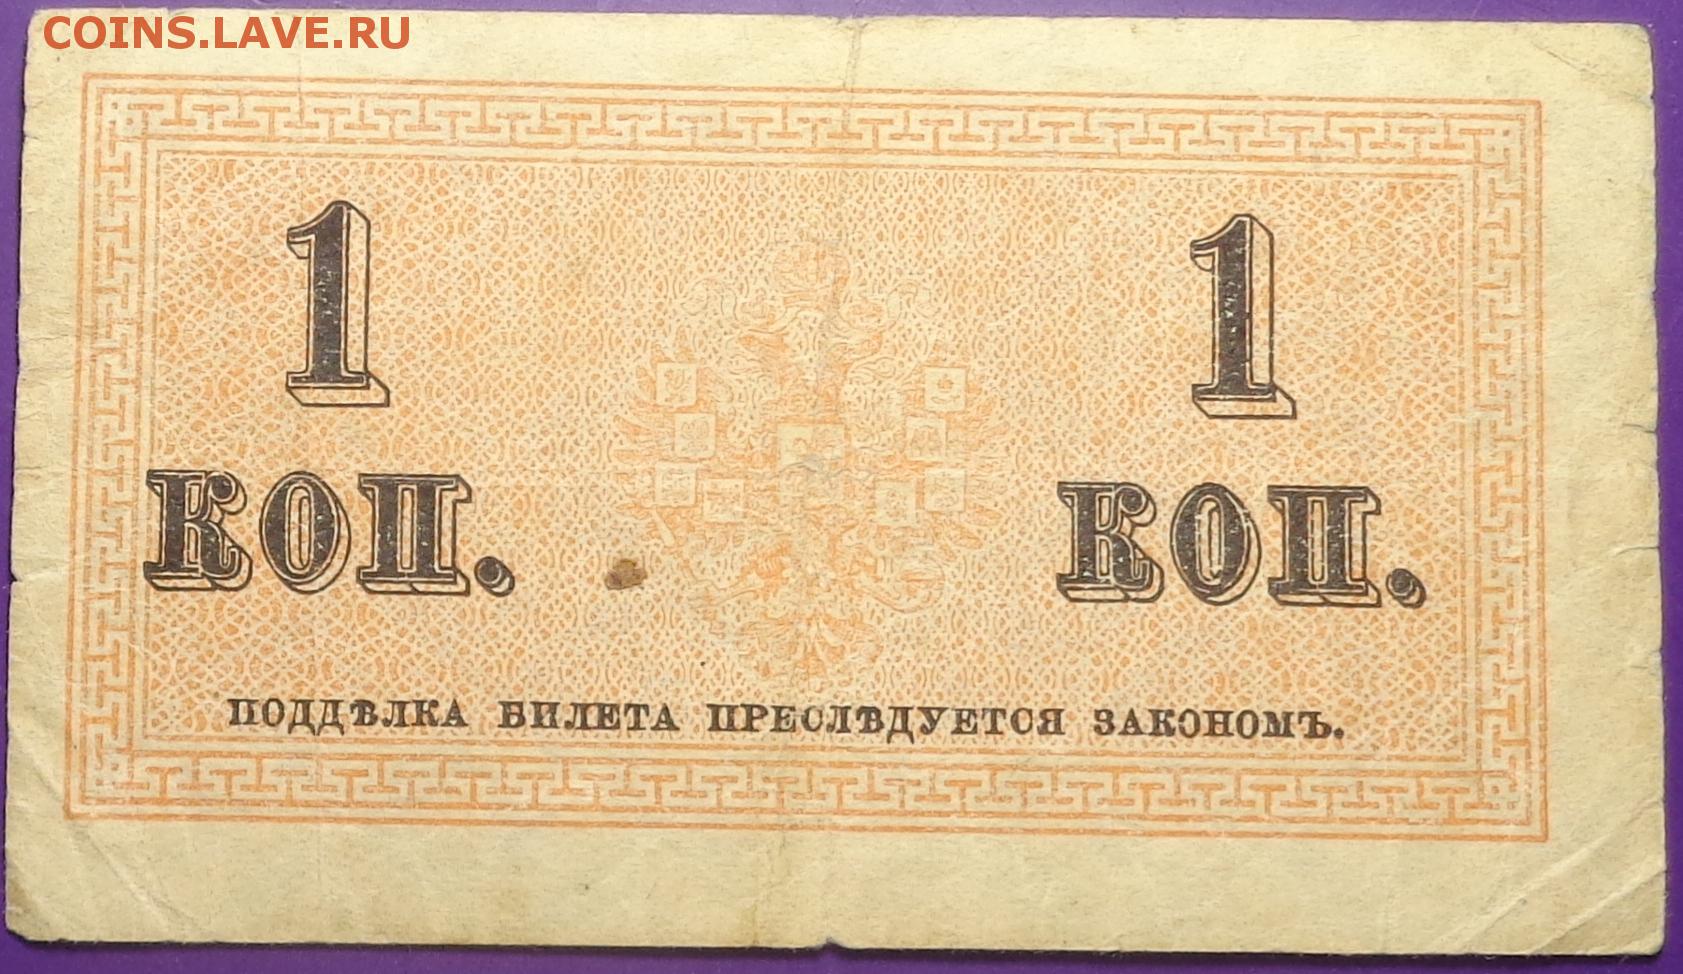 COINS.LAVE.RU
1 1
КОП. КОП.
ПОДДѢЛКА БИЛЕТА ПРЕСЛѢДУЕТСЯ ЗАКОНОМЪ.